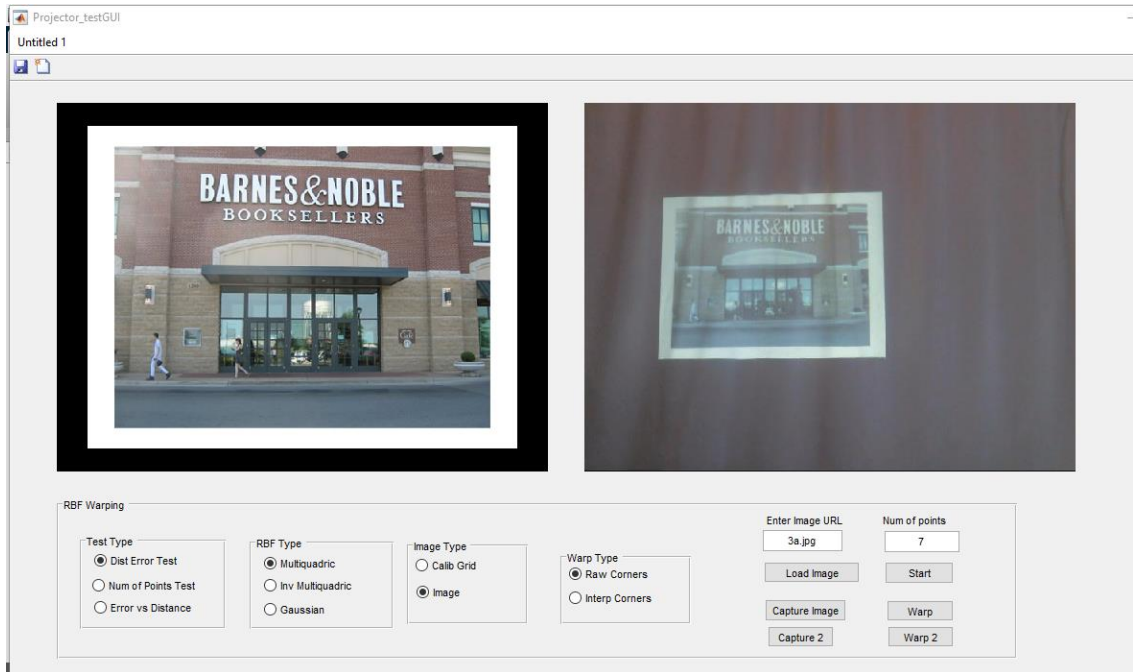 Projector_testGUI
Untitled 1
BARNES&NOBLE
BOOKSELLERS
BARNES&NOBLE
BOOKSELLERS
RBF Warping
Test Type
Dist Error Test
Num of Points Test
Error vs Distance
RBF Type
Multiquadric
Inv Multiquadric
Gaussian
Image Type
Calib Grid
Image
Warp Type
Raw Corners
Interp Corners
Enter Image URL
3a.jpg
Load Image
Capture Image
Capture 2
Num of points
7
Start
Warp
Warp 2